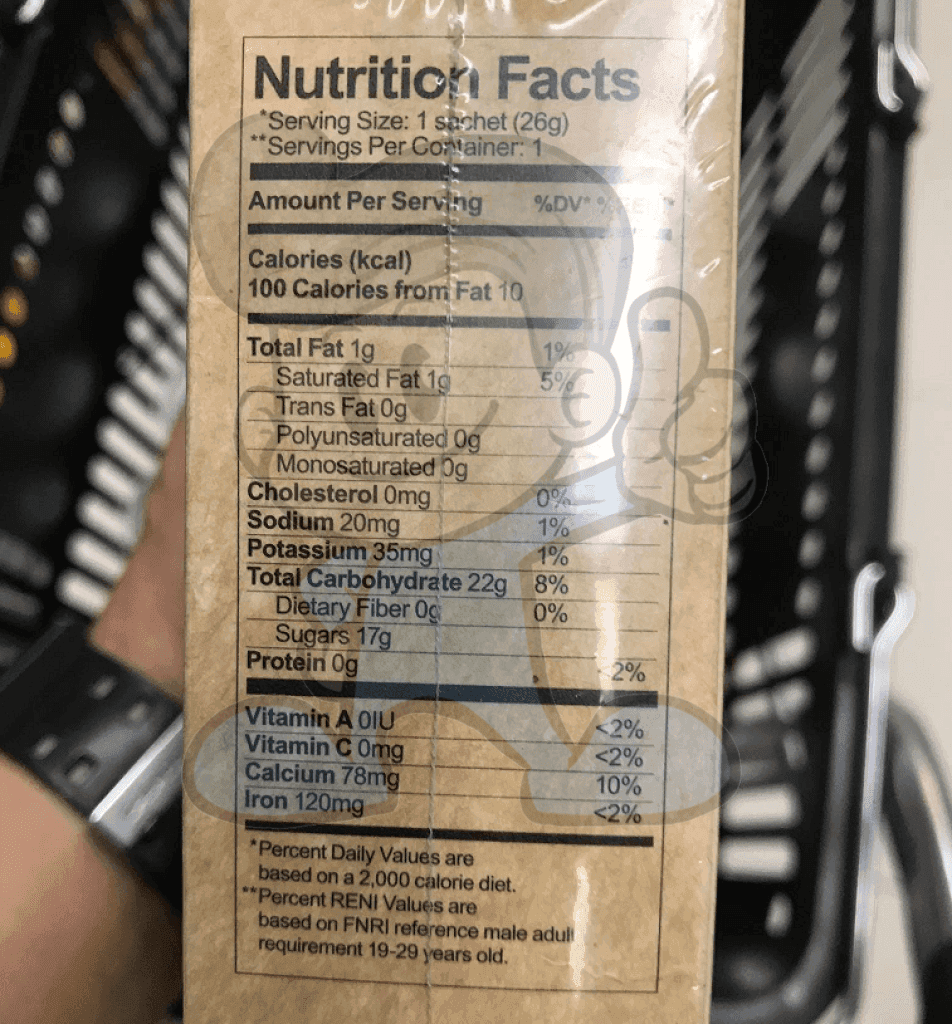 Nutrition Facts
*Serving Size: 1 sachet (26g)
**Servings Per Container: 1
Amount Per Serving %DV* %
Calories (kcal)
100 Calories from Fat 10
Total Fat 1g 1%
Saturated Fat 1g 5%
Trans Fat 0g
Polyunsaturated 0g
Monosaturated 0g
Cholesterol 0mg 0%
Sodium 20mg 1%
Potassium 35mg 1%
Total Carbohydrate 22g 8%
Dietary Fiber 0g 0%
Sugars 17g
Protein 0g <2%
Vitamin A 0IU <2%
Vitamin C 0mg <2%
Calcium 78mg 10%
Iron 120mg <2%
*Percent Daily Values are
based on a 2,000 calorie diet.
**Percent RENI Values are
based on FNRI reference male adult
requirement 19-29 years old.